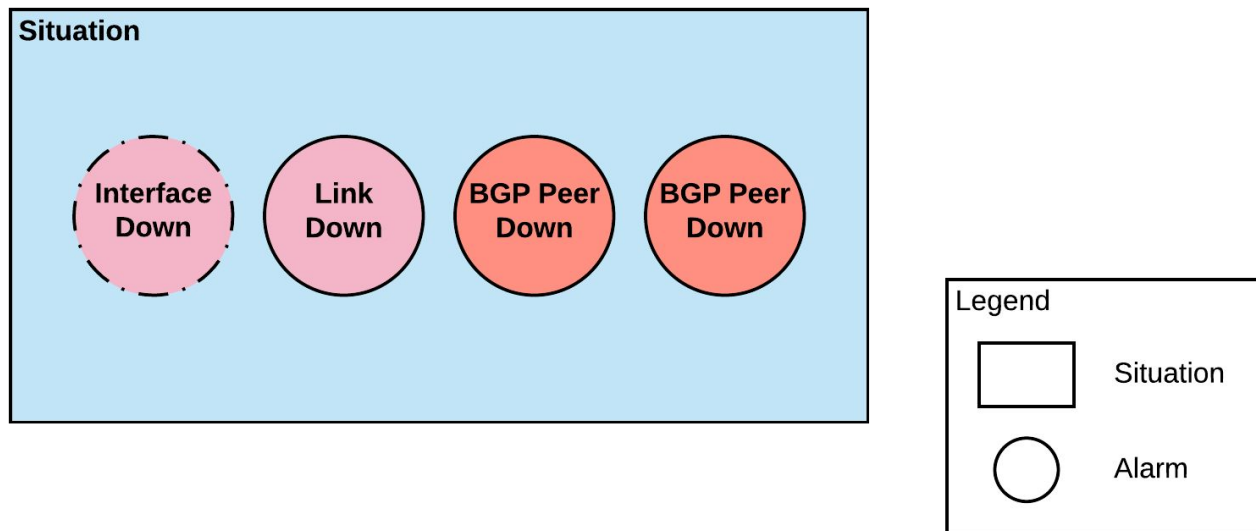 Situation
Interface
Down
Link
Down
BGP Peer
Down
BGP Peer
Down
Legend
Situation
Alarm